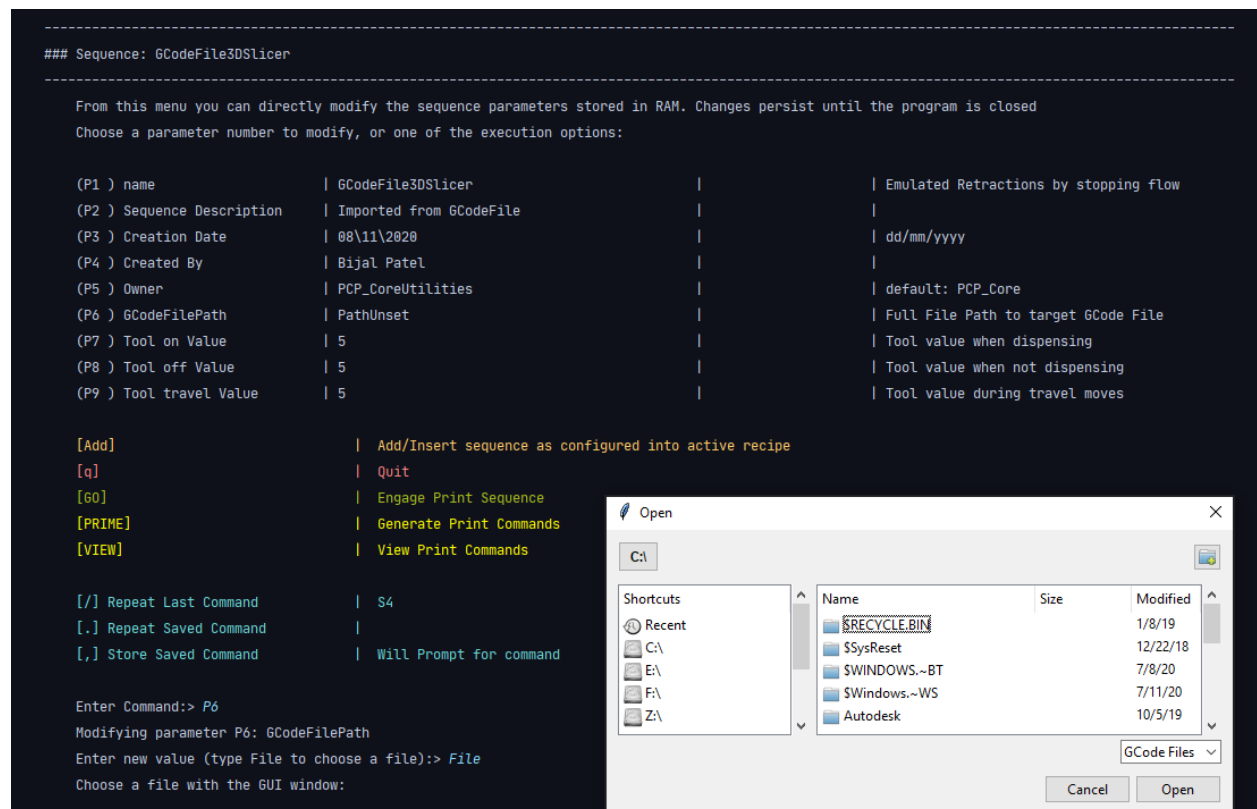 ------------------------------------------------------------------------------------------------------------------------------------------------------
### Sequence: GCodeFile3DSlicer
------------------------------------------------------------------------------------------------------------------------------------------------------
From this menu you can directly modify the sequence parameters stored in RAM. Changes persist until the program is closed
Choose a parameter number to modify, or one of the execution options:
(P1 ) name | GCodeFile3DSlicer | | Emulated Retractions by stopping flow
(P2 ) Sequence Description | Imported from GCodeFile | |
(P3 ) Creation Date | 08\11\2020 | | dd/mm/yyyy
(P4 ) Created By | Bijal Patel | |
(P5 ) Owner | PCP_CoreUtilities | | default: PCP_Core
(P6 ) GCodeFilePath | PathUnset | | Full File Path to target GCode File
(P7 ) Tool on Value | 5 | | Tool value when dispensing
(P8 ) Tool off Value | 5 | | Tool value when not dispensing
(P9 ) Tool travel Value | 5 | | Tool value during travel moves
[Add] | Add/Insert sequence as configured into active recipe
[q] | Quit
[GO] | Engage Print Sequence
[PRIME] | Generate Print Commands
[VIEW] | View Print Commands
[/] Repeat Last Command | S4
[.] Repeat Saved Command |
[,] Store Saved Command | Will Prompt for command
Enter Command:> P6
Modifying parameter P6: GCodeFilePath
Enter new value (type File to choose a file):> File
Choose a file with the GUI window:
Open
C:\
Shortcuts
Recent
C:\
E:\
F:\
Z:\
Name Size Modified
$RECYCLE.BIN 1/8/19
$SysReset 12/22/18
$WINDOWS.~BT 7/8/20
$Windows.~WS 7/11/20
Autodesk 10/5/19
GCode Files
Cancel Open